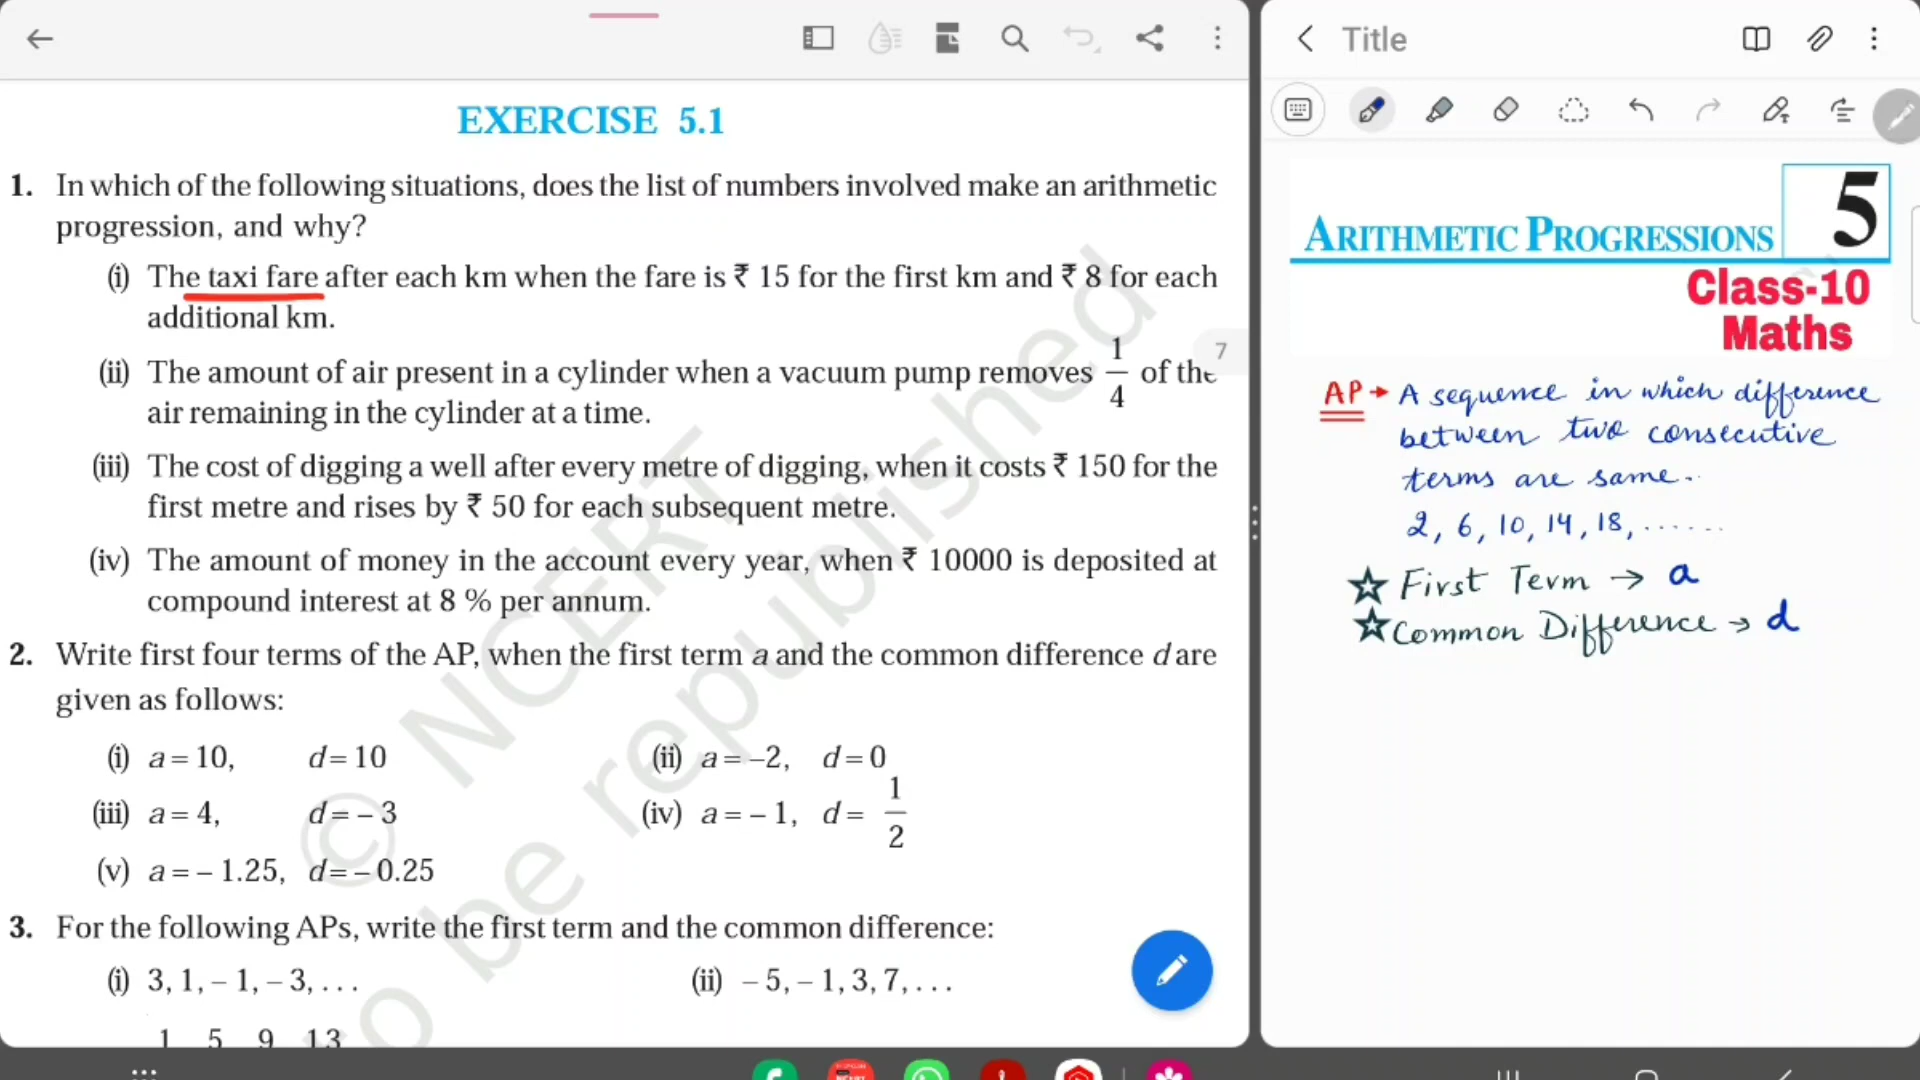 EXERCISE 5.1
1. In which of the following situations, does the list of numbers involved make an arithmetic
progression, and why?
(i) The taxi fare after each km when the fare is ₹ 15 for the first km and ₹ 8 for each
additional km.
(ii) The amount of air present in a cylinder when a vacuum pump removes 1/4 of the
air remaining in the cylinder at a time.
(iii) The cost of digging a well after every metre of digging, when it costs ₹ 150 for the
first metre and rises by ₹ 50 for each subsequent metre.
(iv) The amount of money in the account every year, when ₹ 10000 is deposited at
compound interest at 8 % per annum.
2. Write first four terms of the AP, when the first term a and the common difference d are
given as follows:
(i) a = 10, d = 10 (ii) a = –2, d = 0
(iii) a = 4, d = – 3 (iv) a = – 1, d = 1/2
(v) a = – 1.25, d = – 0.25
3. For the following APs, write the first term and the common difference:
(i) 3, 1, – 1, – 3, . . . (ii) – 5, – 1, 3, 7, . . .
1 5 9 13
7
© NCERT
to be republished
Title
ARITHMETIC PROGRESSIONS 5
Class-10
Maths
AP → A sequence in which difference
between two consecutive
terms are same..
2, 6, 10, 14, 18, .......
☆ First Term → a
☆ Common Difference → d